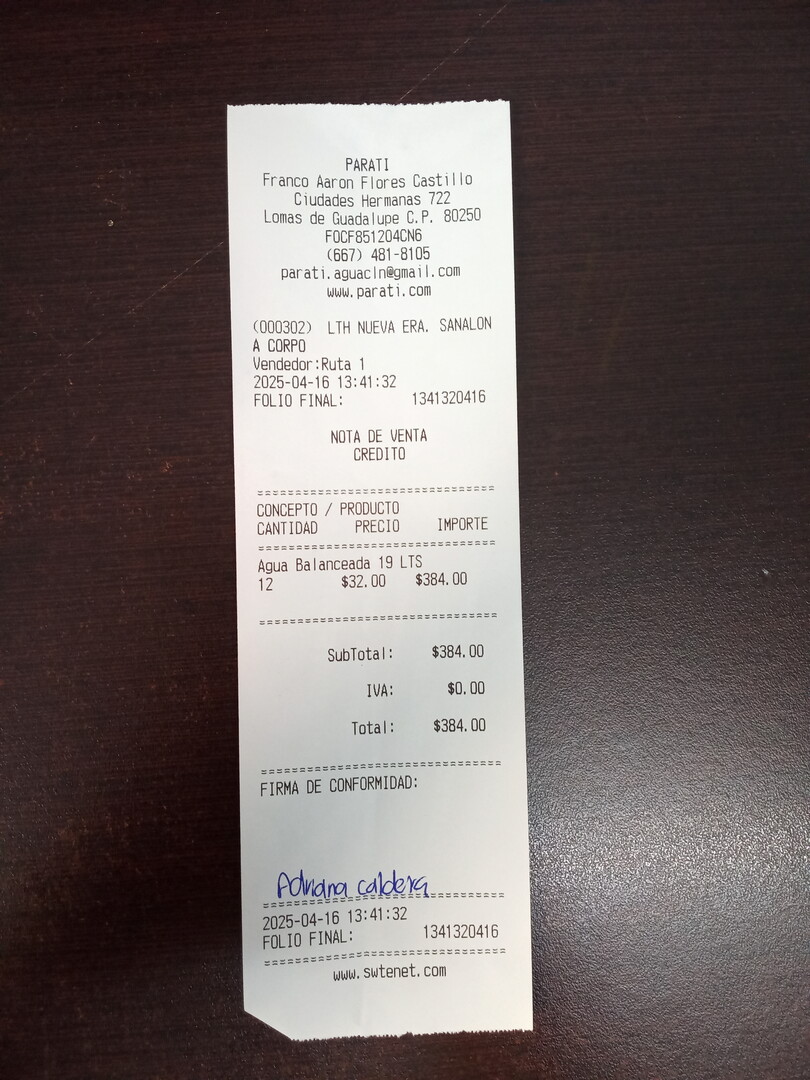 PARATI
Franco Aaron Flores Castillo
Ciudades Hermanas 722
Lomas de Guadalupe C.P. 80250
FOCF851204CN6
(667) 481-8105
parati.aguacln@gmail.com
www.parati.com
(000302) LTH NUEVA ERA. SANALON
A CORPO
Vendedor:Ruta 1
2025-04-16 13:41:32
FOLIO FINAL: 1341320416
NOTA DE VENTA
CREDITO
==============================
CONCEPTO / PRODUCTO
CANTIDAD PRECIO IMPORTE
==============================
Agua Balanceada 19 LTS
12 $32.00 $384.00
==============================
SubTotal: $384.00
IVA: $0.00
Total: $384.00
==============================
FIRMA DE CONFORMIDAD:
Adriana caldera
==============================
2025-04-16 13:41:32
FOLIO FINAL: 1341320416
==============================
www.swtenet.com